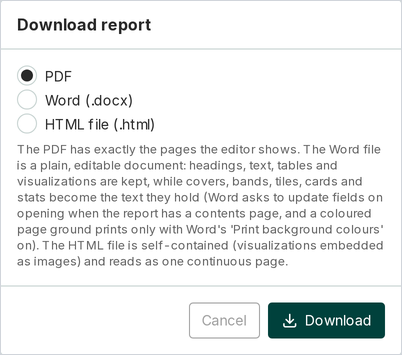 Download report
PDF
Word (.docx)
HTML file (.html)
The PDF has exactly the pages the editor shows. The Word file
is a plain, editable document: headings, text, tables and
visualizations are kept, while covers, bands, tiles, cards and
stats become the text they hold (Word asks to update fields on
opening when the report has a contents page, and a coloured
page ground prints only with Word's 'Print background colours'
on). The HTML file is self-contained (visualizations embedded
as images) and reads as one continuous page.
Cancel
Download